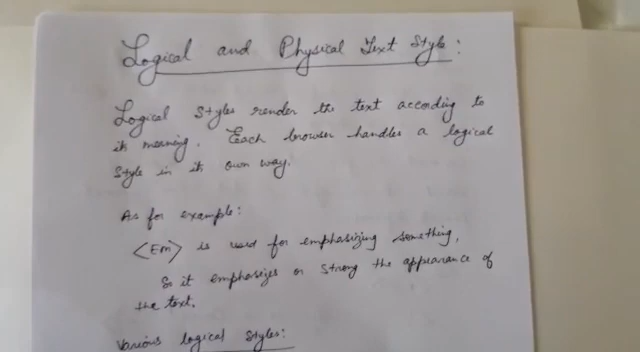 Logical and Physical Text Style:
Logical Styles render the text according to
its meaning. Each browser handles a logical
style in its own way.
As for example:
<Em> is used for emphasizing something,
So it emphasizes or strong the appearance of
the text.
Various logical styles: